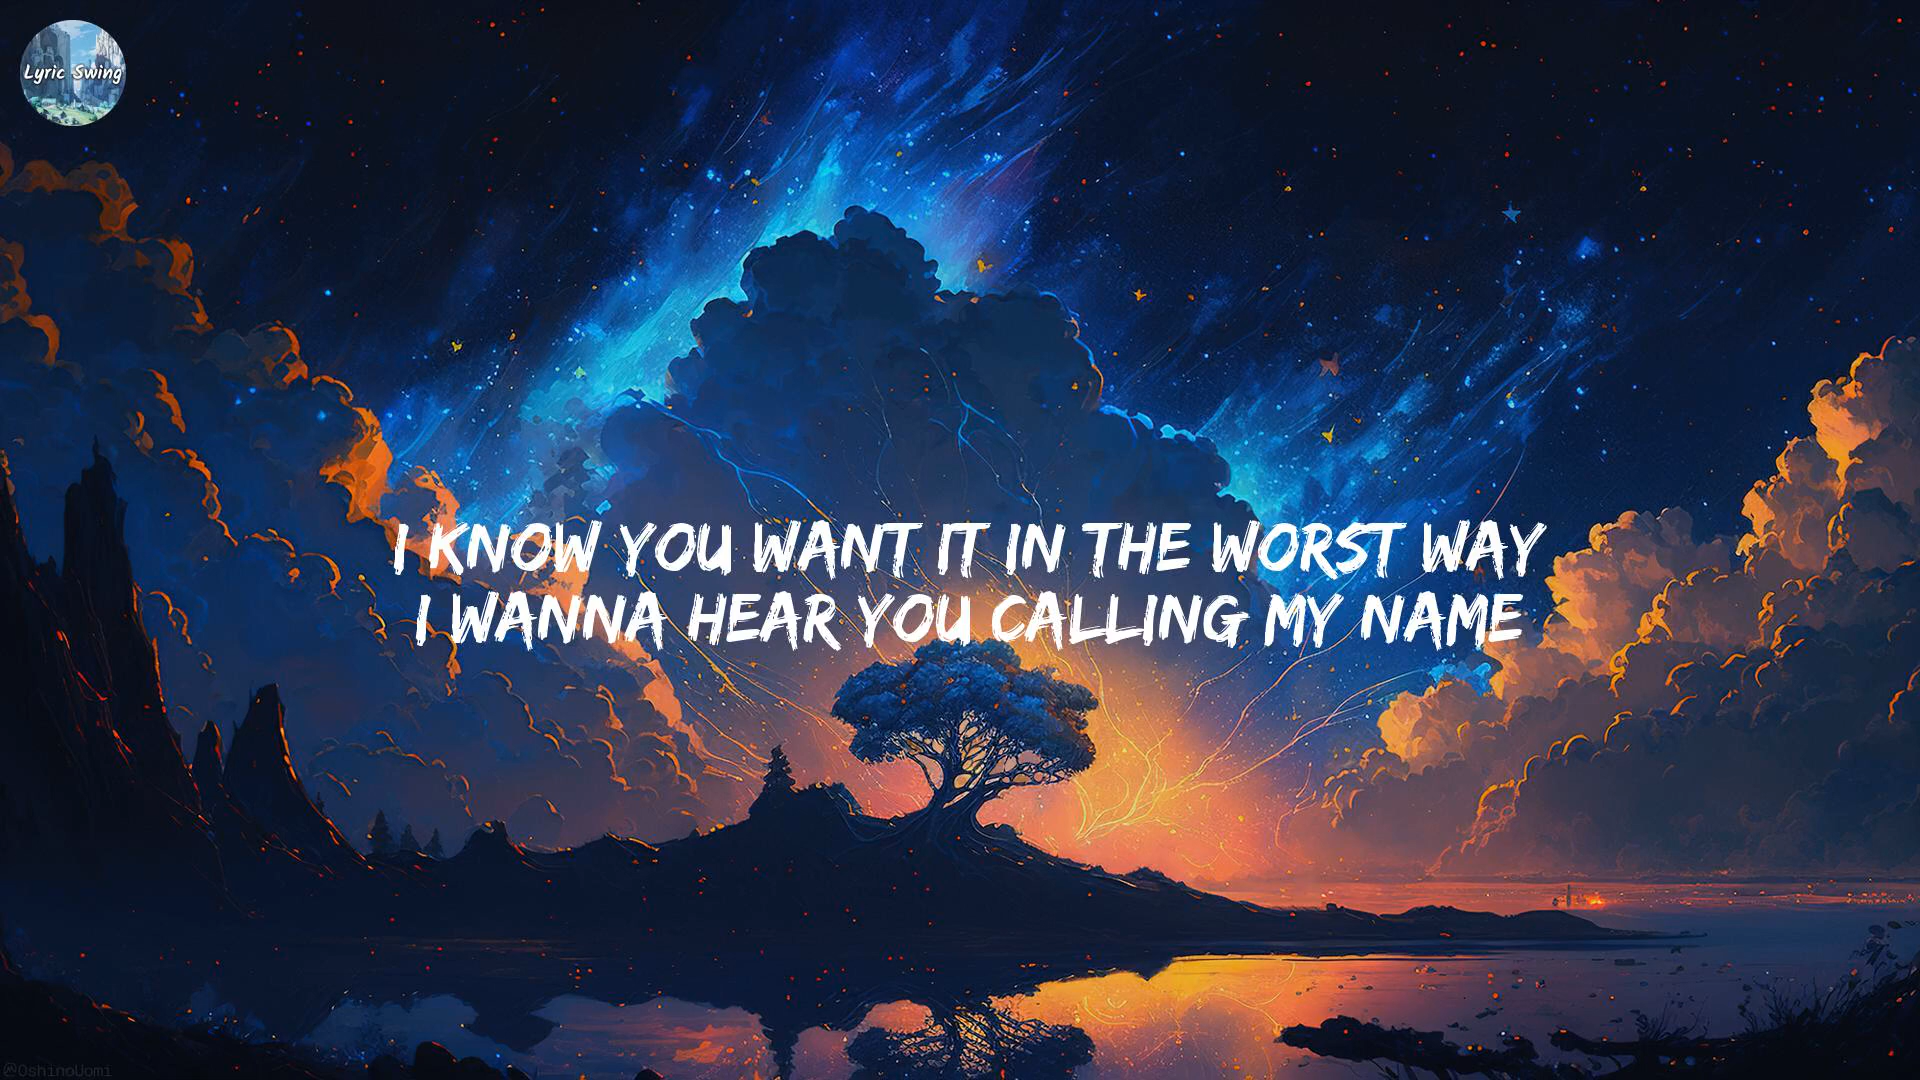 Lyric Swing
I KNOW YOU WANT IT IN THE WORST WAY
I WANNA HEAR YOU CALLING MY NAME
@OshinoUomi